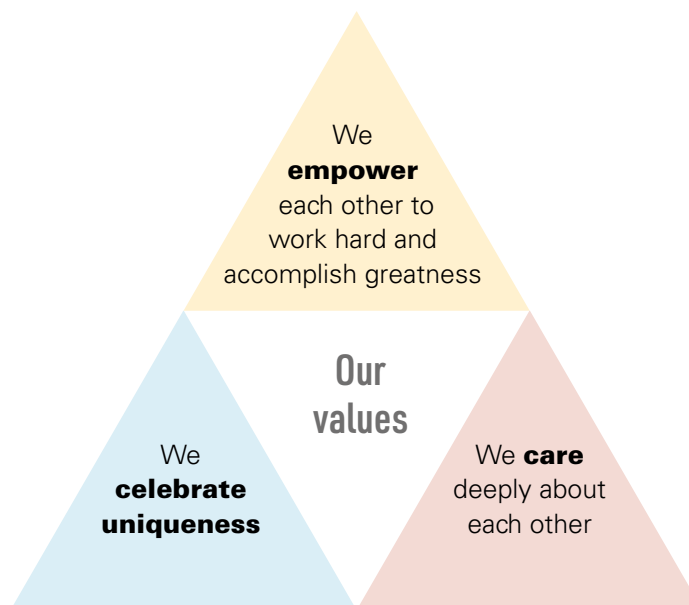 We
empower
each other to
work hard and
accomplish greatness
Our
values
We
celebrate
uniqueness
We care
deeply about
each other